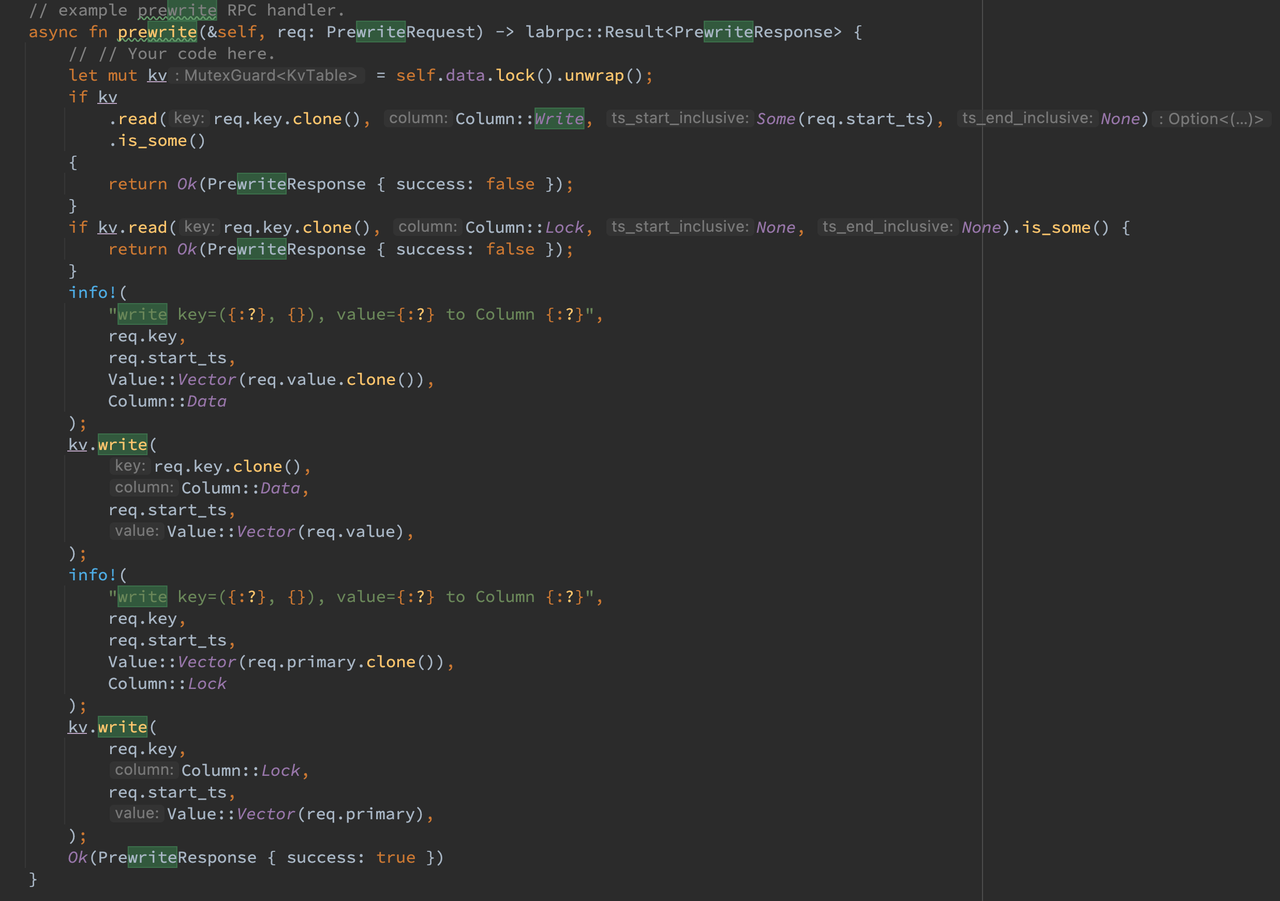 // example prewrite RPC handler.
async fn prewrite(&self, req: PrewriteRequest) -> labrpc::Result<PrewriteResponse> {
    // // Your code here.
    let mut kv : MutexGuard<KvTable> = self.data.lock().unwrap();
    if kv
        .read( key: req.key.clone(), column: Column::Write, ts_start_inclusive: Some(req.start_ts), ts_end_inclusive: None) : Option<(...)>
        .is_some()
    {
        return Ok(PrewriteResponse { success: false });
    }
    if kv.read( key: req.key.clone(), column: Column::Lock, ts_start_inclusive: None, ts_end_inclusive: None).is_some() {
        return Ok(PrewriteResponse { success: false });
    }
    info!(
        "write key=({:?}, {}), value={:?} to Column {:?}",
        req.key,
        req.start_ts,
        Value::Vector(req.value.clone()),
        Column::Data
    );
    kv.write(
        key: req.key.clone(),
        column: Column::Data,
        req.start_ts,
        value: Value::Vector(req.value),
    );
    info!(
        "write key=({:?}, {}), value={:?} to Column {:?}",
        req.key,
        req.start_ts,
        Value::Vector(req.primary.clone()),
        Column::Lock
    );
    kv.write(
        req.key,
        column: Column::Lock,
        req.start_ts,
        value: Value::Vector(req.primary),
    );
    Ok(PrewriteResponse { success: true })
}